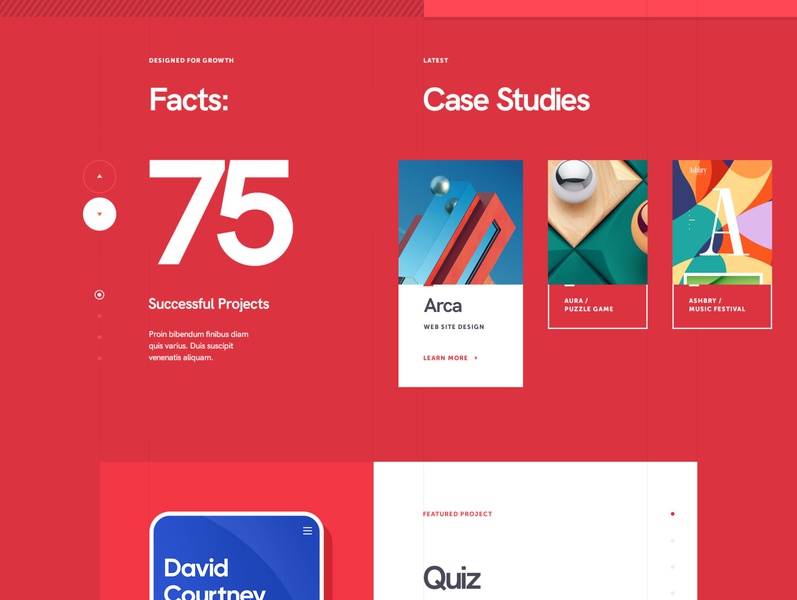 DESIGNED FOR GROWTH
Facts:
75
Successful Projects
Proin bibendum finibus diam
quis varius. Duis suscipit
venenatis aliquam.
LATEST
Case Studies
Arca
WEB SITE DESIGN
LEARN MORE
AURA /
PUZZLE GAME
Ashbry
A
ASHBRY /
MUSIC FESTIVAL
David
Courtney
FEATURED PROJECT
Quiz